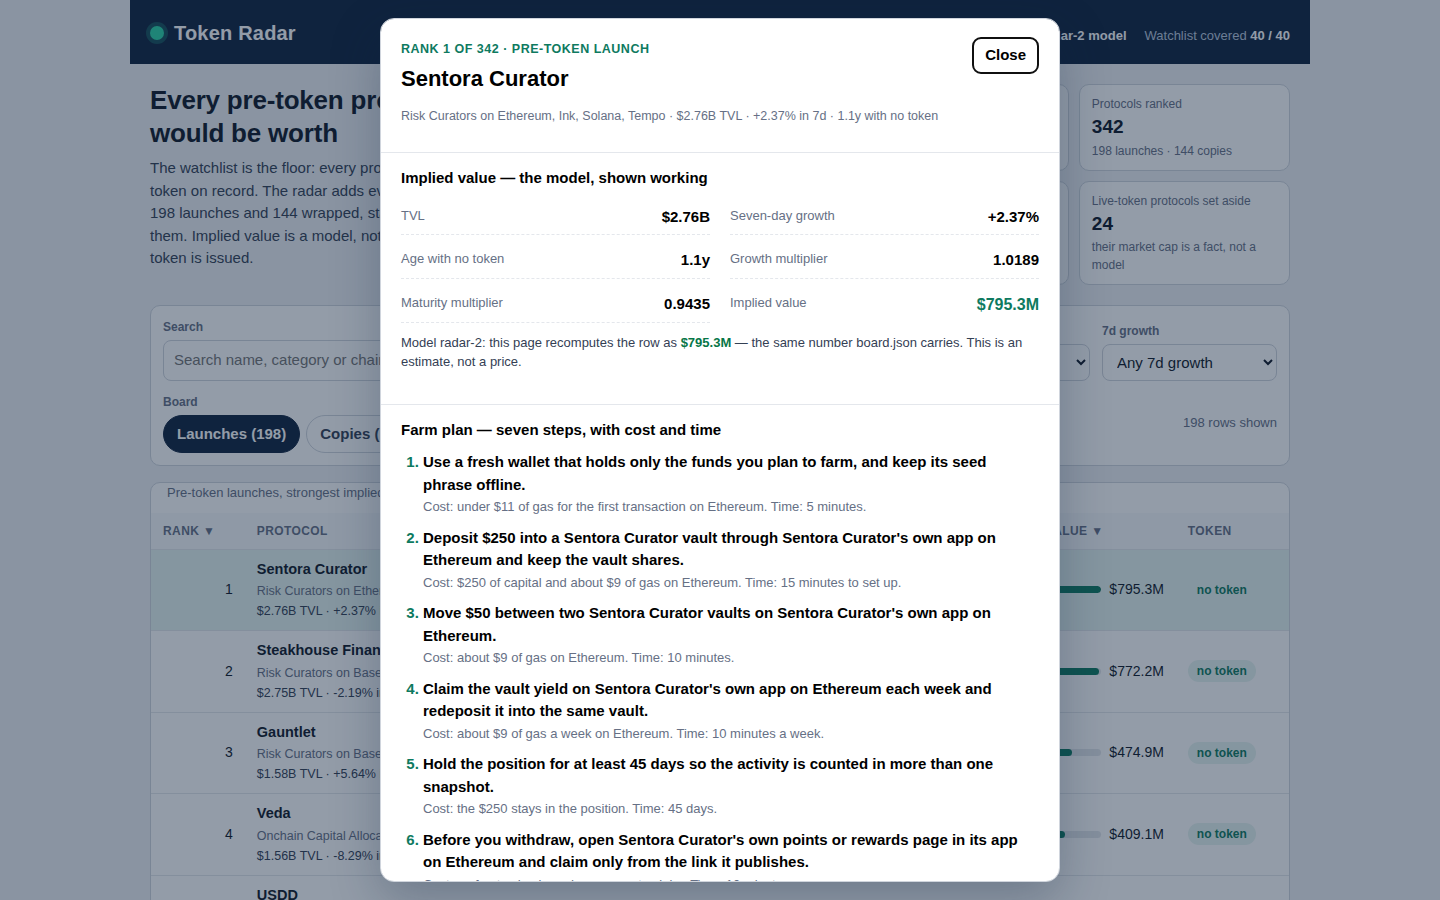 Token Radar
ar-2 model
Watchlist covered 40 / 40
Every pre-token pr
would be worth
The watchlist is the floor: every pro
token on record. The radar adds ev
198 launches and 144 wrapped, st
them. Implied value is a model, not
token is issued.
Protocols ranked
342
198 launches · 144 copies
Live-token protocols set aside
24
their market cap is a fact, not a
model
Search
Search name, category or chai
7d growth
Any 7d growth
Board
Launches (198)
Copies (
198 rows shown
Pre-token launches, strongest implied
RANK ▼
PROTOCOL
ALUE ▼
TOKEN
1
Sentora Curator
Risk Curators on Ethe
$2.76B TVL · +2.37%
$795.3M
no token
2
Steakhouse Finan
Risk Curators on Base
$2.75B TVL · -2.19% i
$772.2M
no token
3
Gauntlet
Risk Curators on Base
$1.58B TVL · +5.64%
$474.9M
no token
4
Veda
Onchain Capital Alloca
$1.56B TVL · -8.29% i
$409.1M
no token
USDD
RANK 1 OF 342 · PRE-TOKEN LAUNCH
Sentora Curator
Close
Risk Curators on Ethereum, Ink, Solana, Tempo · $2.76B TVL · +2.37% in 7d · 1.1y with no token
Implied value — the model, shown working
TVL
$2.76B
Seven-day growth
+2.37%
Age with no token
1.1y
Growth multiplier
1.0189
Maturity multiplier
0.9435
Implied value
$795.3M
Model radar-2: this page recomputes the row as $795.3M — the same number board.json carries. This is an
estimate, not a price.
Farm plan — seven steps, with cost and time
1. Use a fresh wallet that holds only the funds you plan to farm, and keep its seed
phrase offline.
Cost: under $11 of gas for the first transaction on Ethereum. Time: 5 minutes.
2. Deposit $250 into a Sentora Curator vault through Sentora Curator's own app on
Ethereum and keep the vault shares.
Cost: $250 of capital and about $9 of gas on Ethereum. Time: 15 minutes to set up.
3. Move $50 between two Sentora Curator vaults on Sentora Curator's own app on
Ethereum.
Cost: about $9 of gas on Ethereum. Time: 10 minutes.
4. Claim the vault yield on Sentora Curator's own app on Ethereum each week and
redeposit it into the same vault.
Cost: about $9 of gas a week on Ethereum. Time: 10 minutes a week.
5. Hold the position for at least 45 days so the activity is counted in more than one
snapshot.
Cost: the $250 stays in the position. Time: 45 days.
6. Before you withdraw, open Sentora Curator's own points or rewards page in its app
on Ethereum and claim only from the link it publishes.